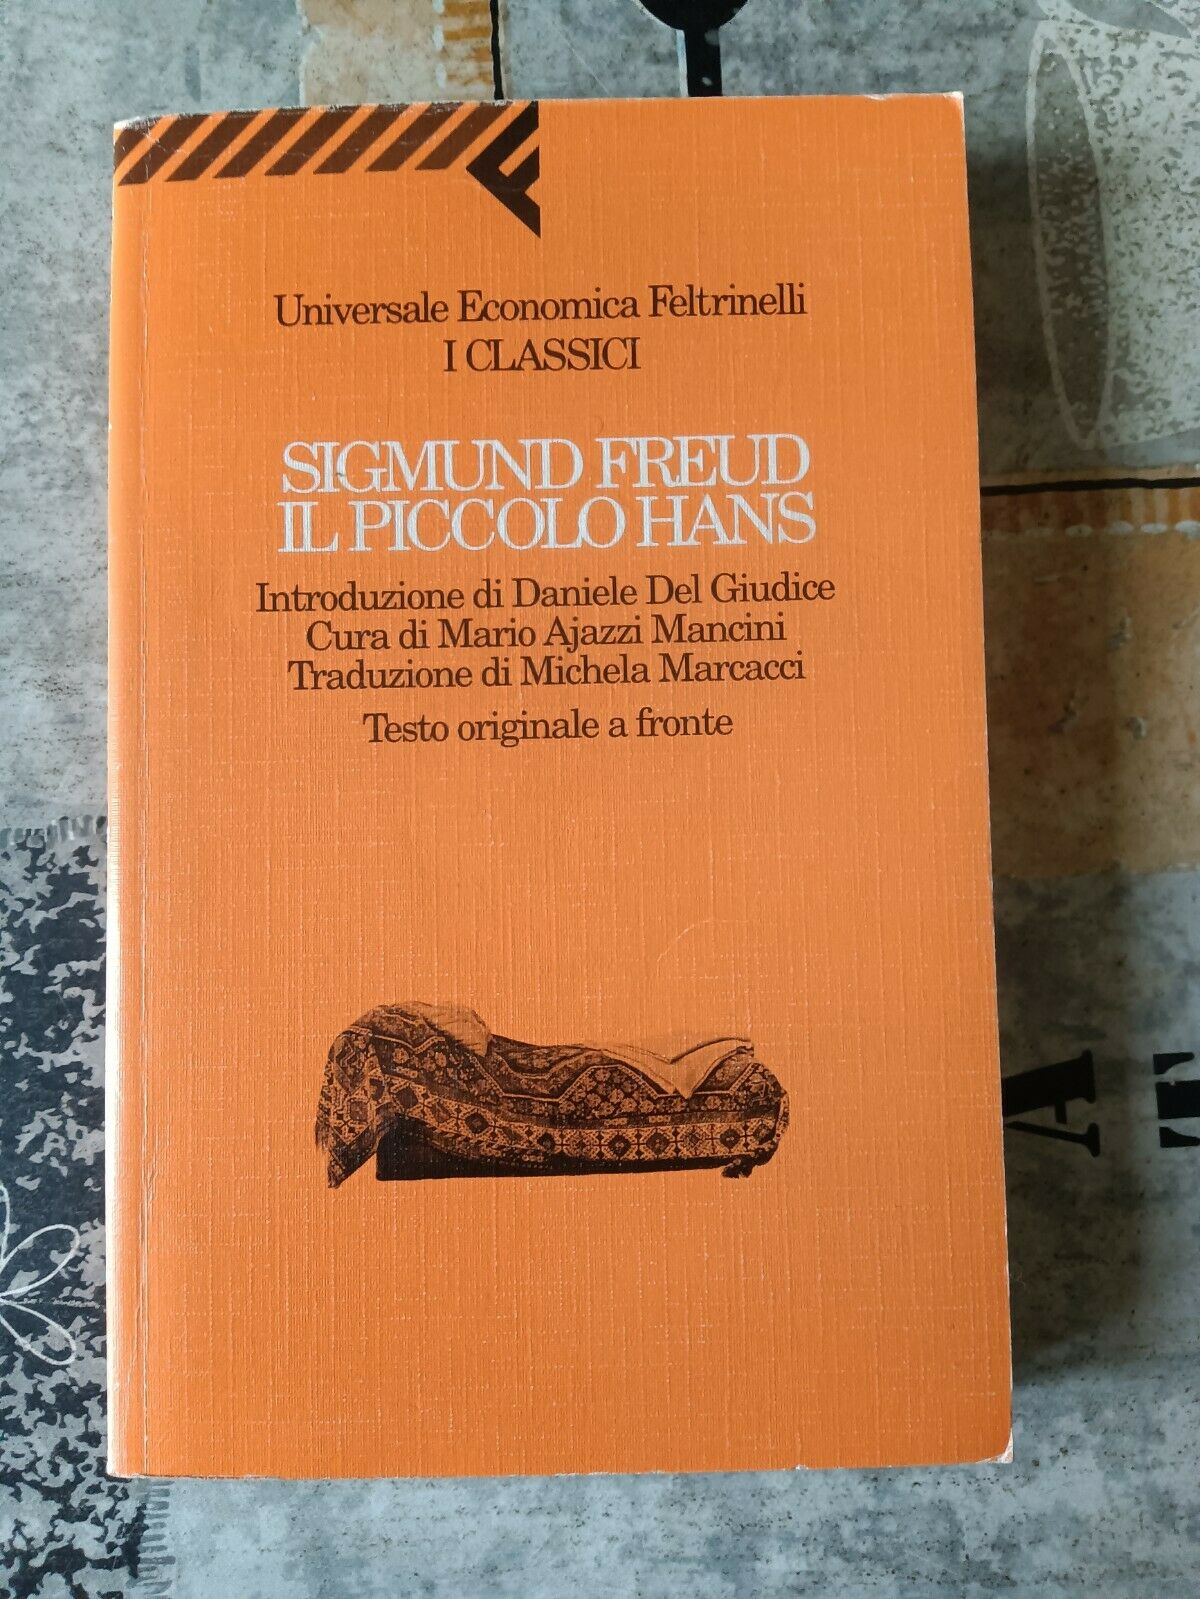 Universale Economica Feltrinelli
I CLASSICI
SIGMUND FREUD
IL PICCOLO HANS
Introduzione di Daniele Del Giudice
Cura di Mario Ajazzi Mancini
Traduzione di Michela Marcacci
Testo originale a fronte
A